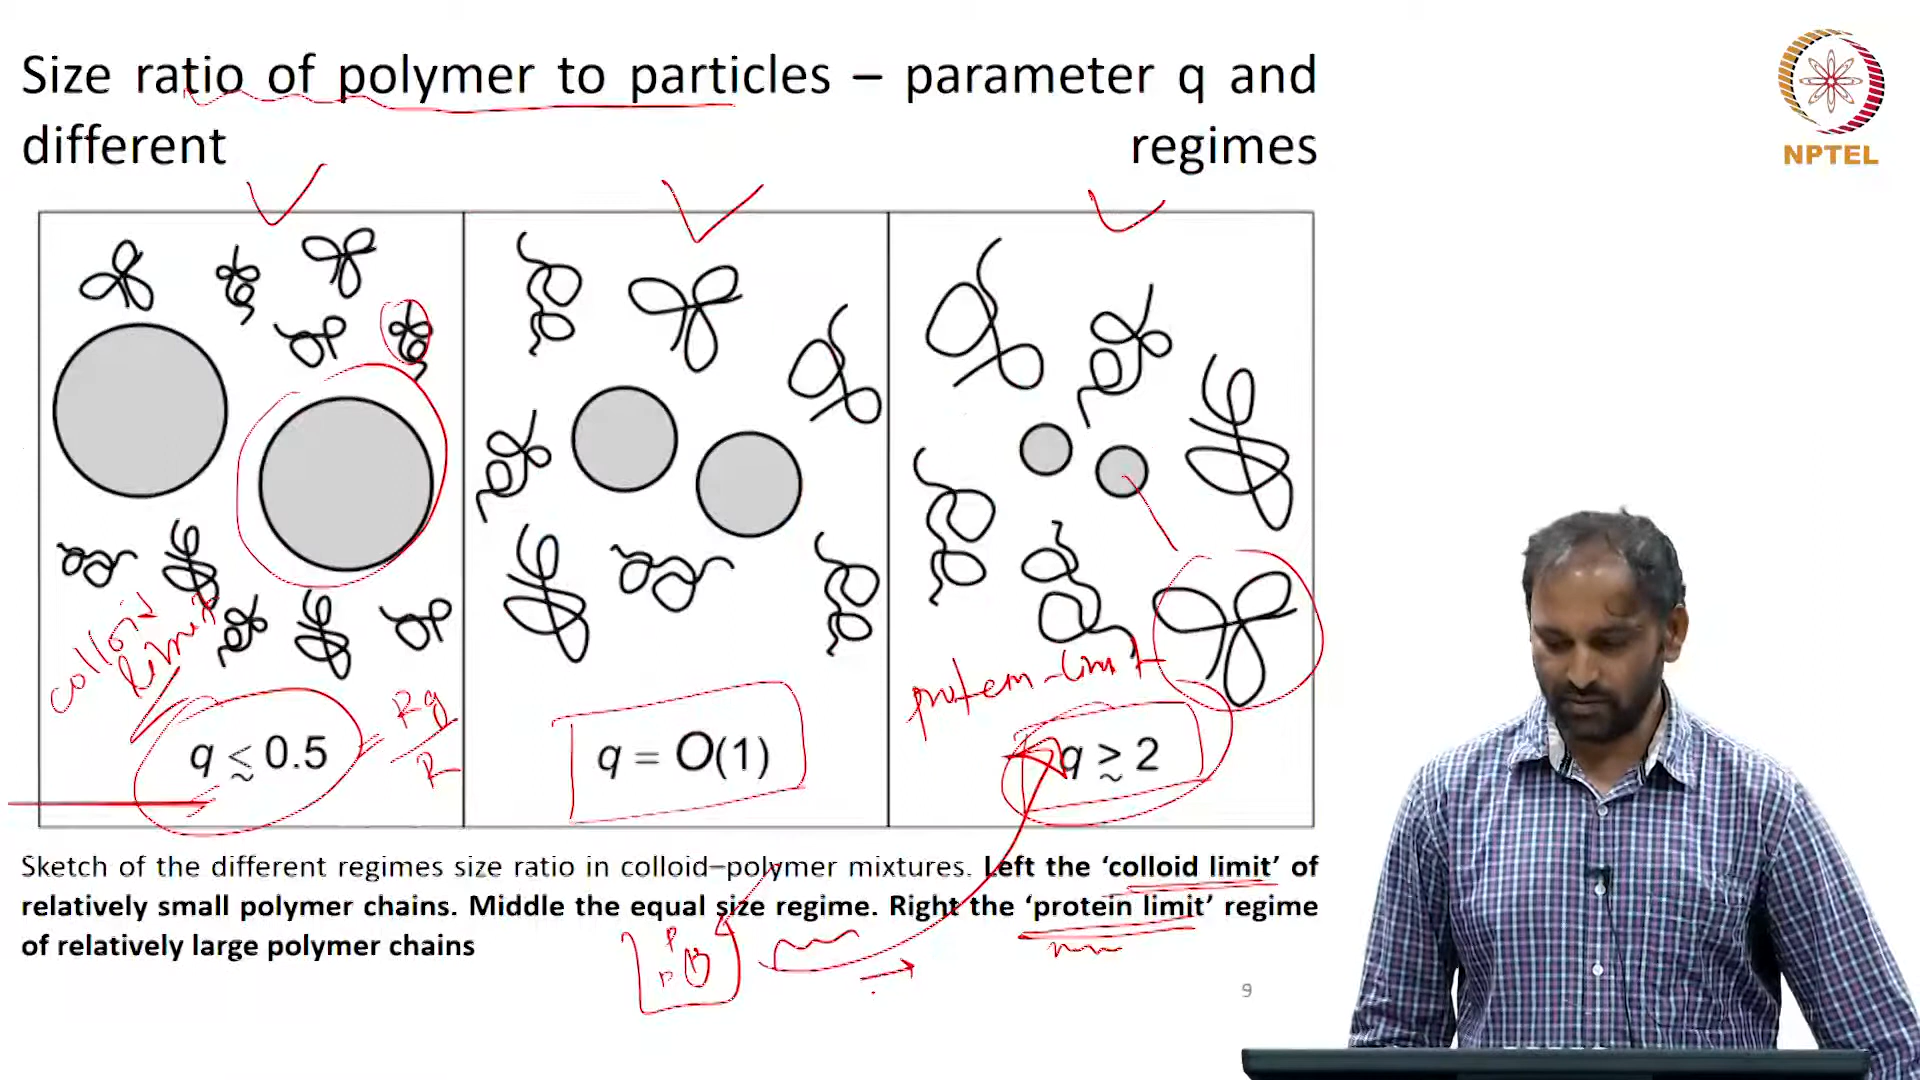 Size ratio of polymer to particles – parameter q and
different regimes
NPTEL
colloid
limit
q ≲ 0.5
= Rg
R
q = O(1)
protein-limit
q ≳ 2
Sketch of the different regimes size ratio in colloid–polymer mixtures. Left the ‘colloid limit’ of
relatively small polymer chains. Middle the equal size regime. Right the ‘protein limit’ regime
of relatively large polymer chains
9